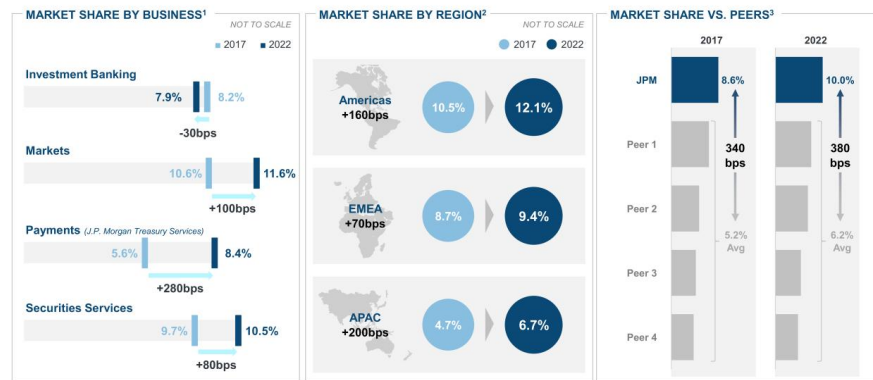 MARKET SHARE BY BUSINESS¹
NOT TO SCALE
2017 2022
Investment Banking
7.9% 8.2%
-30bps
Markets
10.6% 11.6%
+100bps
Payments (J.P. Morgan Treasury Services)
5.6% 8.4%
+280bps
Securities Services
9.7% 10.5%
+80bps
MARKET SHARE BY REGION²
NOT TO SCALE
2017 2022
Americas
+160bps
10.5% 12.1%
EMEA
+70bps
8.7% 9.4%
APAC
+200bps
4.7% 6.7%
MARKET SHARE VS. PEERS³
2017 2022
JPM 8.6% 10.0%
Peer 1 340 380
bps bps
Peer 2
5.2% 6.2%
Avg Avg
Peer 3
Peer 4